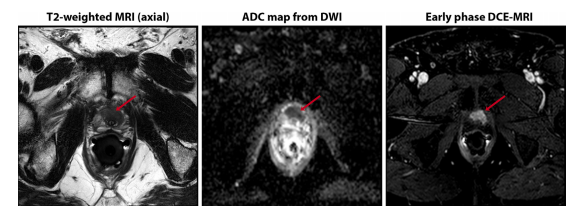 T2-weighted MRI (axial)
ADC map from DWI
Early phase DCE-MRI